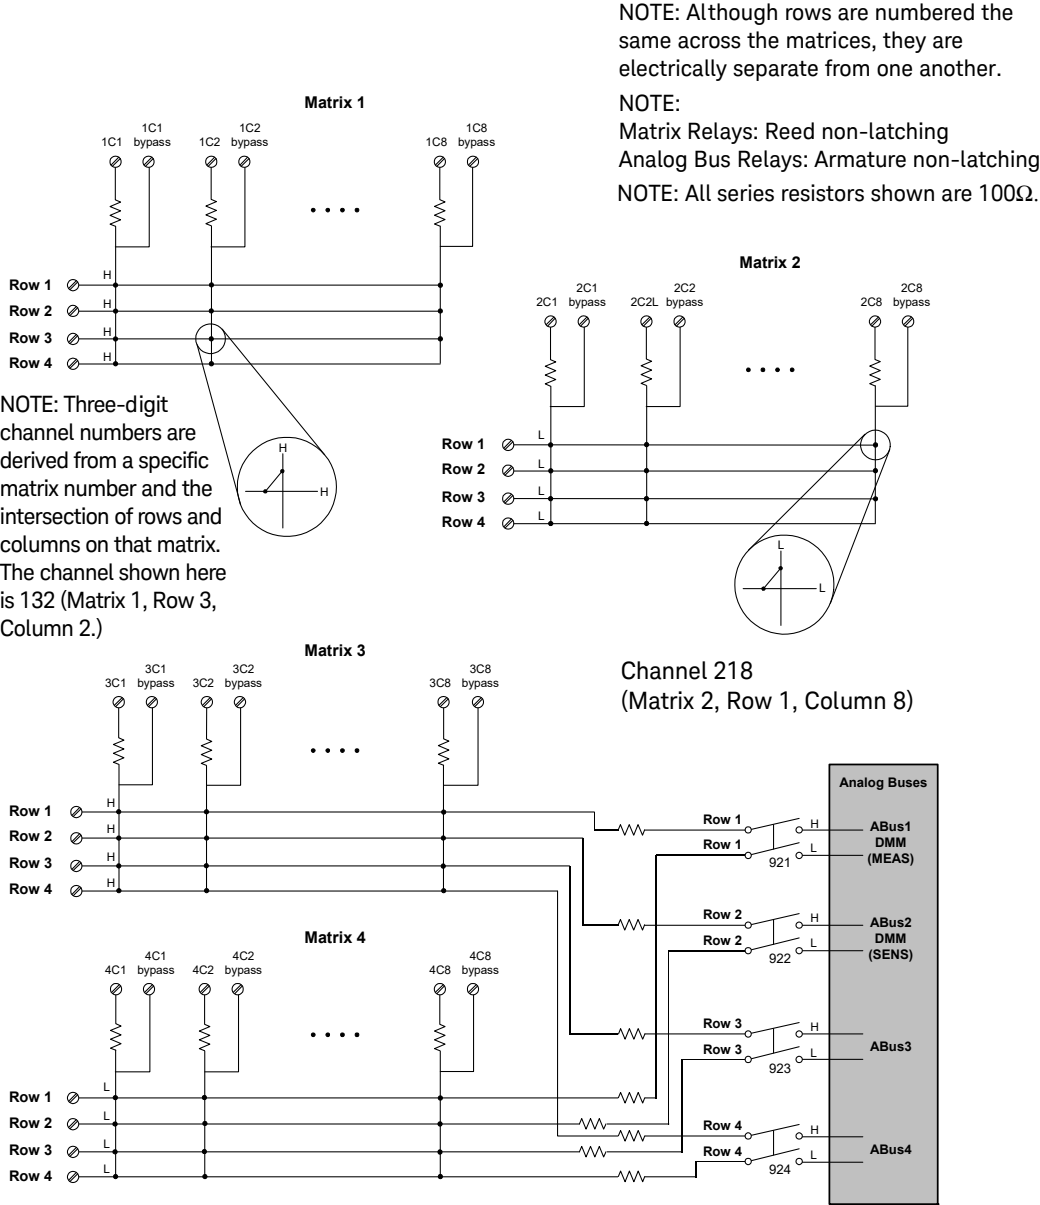 NOTE: Although rows are numbered the
same across the matrices, they are
electrically separate from one another.
NOTE:
Matrix Relays: Reed non-latching
Analog Bus Relays: Armature non-latching
NOTE: All series resistors shown are 100Ω.
Matrix 1
1C1 1C1 bypass 1C2 1C2 bypass 1C8 1C8 bypass
Row 1 H
Row 2 H
Row 3 H
Row 4 H
H
H
NOTE: Three-digit
channel numbers are
derived from a specific
matrix number and the
intersection of rows and
columns on that matrix.
The channel shown here
is 132 (Matrix 1, Row 3,
Column 2.)
Matrix 2
2C1 2C1 bypass 2C2L 2C2 bypass 2C8 2C8 bypass
Row 1 L
Row 2 L
Row 3 L
Row 4 L
L
L
Channel 218
(Matrix 2, Row 1, Column 8)
Matrix 3
3C1 3C1 bypass 3C2 3C2 bypass 3C8 3C8 bypass
Row 1 H
Row 2 H
Row 3 H
Row 4 H
Matrix 4
4C1 4C1 bypass 4C2 4C2 bypass 4C8 4C8 bypass
Row 1 L
Row 2 L
Row 3 L
Row 4 L
Analog Buses
Row 1 H
Row 1 921 L
ABus1
DMM
(MEAS)
Row 2 H
Row 2 922 L
ABus2
DMM
(SENS)
Row 3 H
Row 3 923 L
ABus3
Row 4 H
Row 4 924 L
ABus4